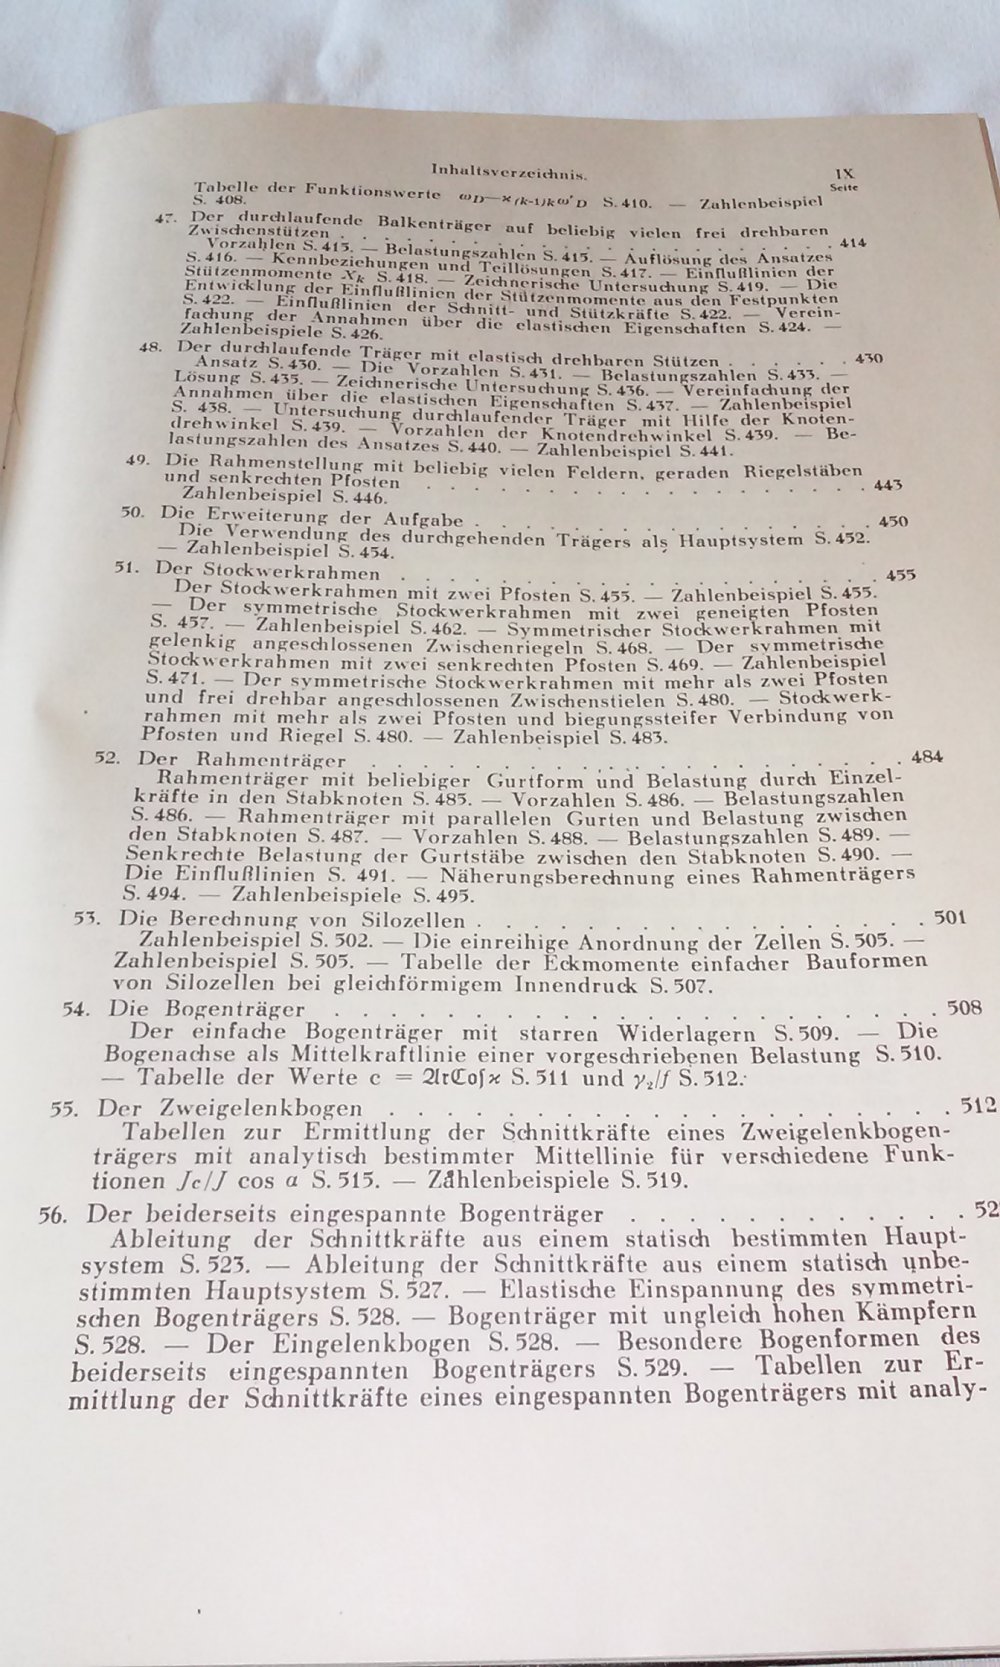 Inhaltsverzeichnis.
IX
Seite
Tabelle der Funktionswerte ω_D—ϰ_(k-1)k ω′_D S. 410. — Zahlenbeispiel
S. 408.
47. Der durchlaufende Balkenträger auf beliebig vielen frei drehbaren
Zwischenstützen . . . . . . . . . . . . . . . . . . . . 414
Vorzahlen S. 415. — Belastungszahlen S. 415. — Auflösung des Ansatzes
S. 416. — Kennbeziehungen und Teillösungen S. 417. — Einflußlinien der
Stützenmomente X_k S. 418. — Zeichnerische Untersuchung S. 419. — Die
Entwicklung der Einflußlinien der Stützenmomente aus den Festpunkten
S. 422. — Einflußlinien der Schnitt- und Stützkräfte S. 422. — Verein-
fachung der Annahmen über die elastischen Eigenschaften S. 424. —
Zahlenbeispiele S. 426.
48. Der durchlaufende Träger mit elastisch drehbaren Stützen . . . . . . 430
Ansatz S. 430. — Die Vorzahlen S. 431. — Belastungszahlen S. 433. —
Lösung S. 435. — Zeichnerische Untersuchung S. 436. — Vereinfachung der
Annahmen über die elastischen Eigenschaften S. 437. — Zahlenbeispiel
S. 438. — Untersuchung durchlaufender Träger mit Hilfe der Knoten-
drehwinkel S. 439. — Vorzahlen der Knotendrehwinkel S. 439. — Be-
lastungszahlen des Ansatzes S. 440. — Zahlenbeispiel S. 441.
49. Die Rahmenstellung mit beliebig vielen Feldern, geraden Riegelstäben
und senkrechten Pfosten . . . . . . . . . . . . . . . . 443
Zahlenbeispiel S. 446.
50. Die Erweiterung der Aufgabe . . . . . . . . . . . . . . 450
Die Verwendung des durchgehenden Trägers als Hauptsystem S. 452.
— Zahlenbeispiel S. 454.
51. Der Stockwerkrahmen . . . . . . . . . . . . . . . . . 455
Der Stockwerkrahmen mit zwei Pfosten S. 455. — Zahlenbeispiel S. 455.
— Der symmetrische Stockwerkrahmen mit zwei geneigten Pfosten
S. 457. — Zahlenbeispiel S. 462. — Symmetrischer Stockwerkrahmen mit
gelenkig angeschlossenen Zwischenriegeln S. 468. — Der symmetrische
Stockwerkrahmen mit zwei senkrechten Pfosten S. 469. — Zahlenbeispiel
S. 471. — Der symmetrische Stockwerkrahmen mit mehr als zwei Pfosten
und frei drehbar angeschlossenen Zwischenstielen S. 480. — Stockwerk-
rahmen mit mehr als zwei Pfosten und biegungssteifer Verbindung von
Pfosten und Riegel S. 480. — Zahlenbeispiel S. 483.
52. Der Rahmenträger . . . . . . . . . . . . . . . . . . 484
Rahmenträger mit beliebiger Gurtform und Belastung durch Einzel-
kräfte in den Stabknoten S. 485. — Vorzahlen S. 486. — Belastungszahlen
S. 486. — Rahmenträger mit parallelen Gurten und Belastung zwischen
den Stabknoten S. 487. — Vorzahlen S. 488. — Belastungszahlen S. 489. —
Senkrechte Belastung der Gurtstäbe zwischen den Stabknoten S. 490. —
Die Einflußlinien S. 491. — Näherungsberechnung eines Rahmenträgers
S. 494. — Zahlenbeispiele S. 495.
53. Die Berechnung von Silozellen . . . . . . . . . . . . . . . . . 501
Zahlenbeispiel S. 502. — Die einreihige Anordnung der Zellen S. 505. —
Zahlenbeispiel S. 505. — Tabelle der Eckmomente einfacher Bauformen
von Silozellen bei gleichförmigem Innendruck S. 507.
54. Die Bogenträger . . . . . . . . . . . . . . . . . . . . . . 508
Der einfache Bogenträger mit starren Widerlagern S. 509. — Die
Bogenachse als Mittelkraftlinie einer vorgeschriebenen Belastung S. 510.
— Tabelle der Werte c = 𝔄𝔯ℭ𝔬𝔣 ϰ S. 511 und γ₂/f S. 512.
55. Der Zweigelenkbogen . . . . . . . . . . . . . . . . . . . . 512
Tabellen zur Ermittlung der Schnittkräfte eines Zweigelenkbogen-
trägers mit analytisch bestimmter Mittellinie für verschiedene Funk-
tionen Jc/J cos α S. 515. — Zahlenbeispiele S. 519.
56. Der beiderseits eingespannte Bogenträger . . . . . . . . . . . . 52
Ableitung der Schnittkräfte aus einem statisch bestimmten Haupt-
system S. 523. — Ableitung der Schnittkräfte aus einem statisch unbe-
stimmten Hauptsystem S. 527. — Elastische Einspannung des symmetri-
schen Bogenträgers S. 528. — Bogenträger mit ungleich hohen Kämpfern
S. 528. — Der Eingelenkbogen S. 528. — Besondere Bogenformen des
beiderseits eingespannten Bogenträgers S. 529. — Tabellen zur Er-
mittlung der Schnittkräfte eines eingespannten Bogenträgers mit analy-